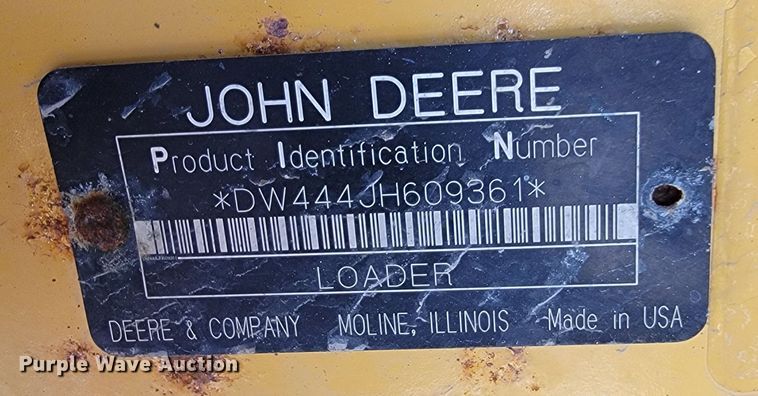 JOHN DEERE
Product Identification Number
*DW444JH609361*
LOADER
DEERE & COMPANY MOLINE, ILLINOIS Made in USA
Purple Wave Auction